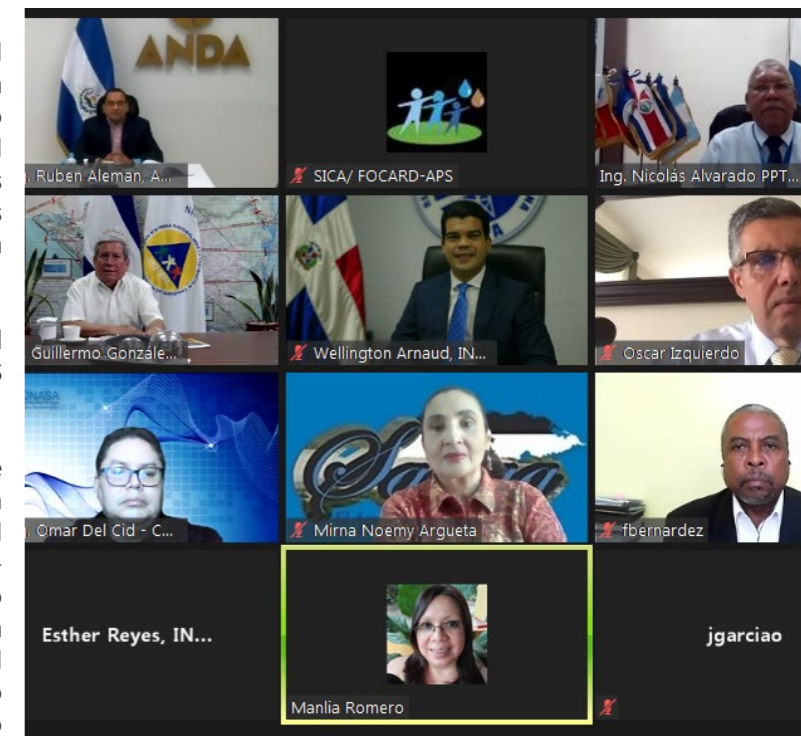 ANDA
. Ruben Aleman, A...
SICA/ FOCARD-APS
Ing. Nicolás Alvarado PPT...
Guillermo Gonzále...
Wellington Arnaud, IN...
Oscar Izquierdo
. Omar Del Cid - C...
Mirna Noemy Argueta
fbernardez
Esther Reyes, IN...
Manlia Romero
jgarciao